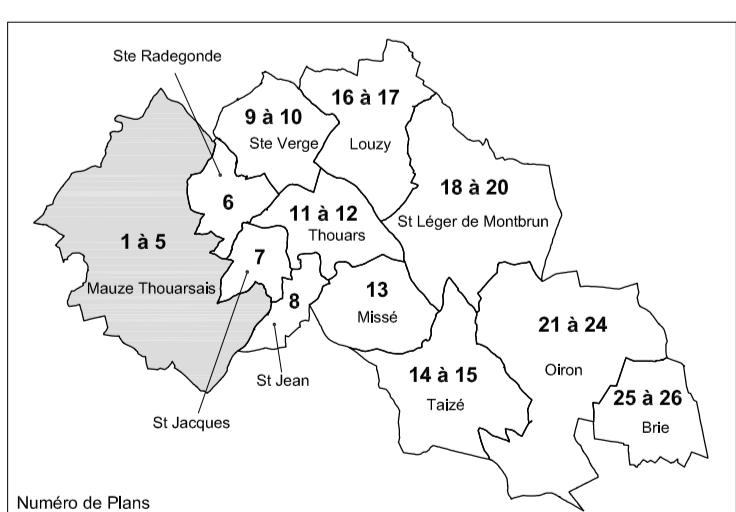 Ste Radegonde
16 à 17
Louzy
9 à 10
Ste Verge
18 à 20
St Léger de Montbrun
6
11 à 12
Thouars
1 à 5
Mauze Thouarsais
7
8
13
Missé
21 à 24
Oiron
14 à 15
Taizé
25 à 26
Brie
St Jean
St Jacques
Numéro de Plans